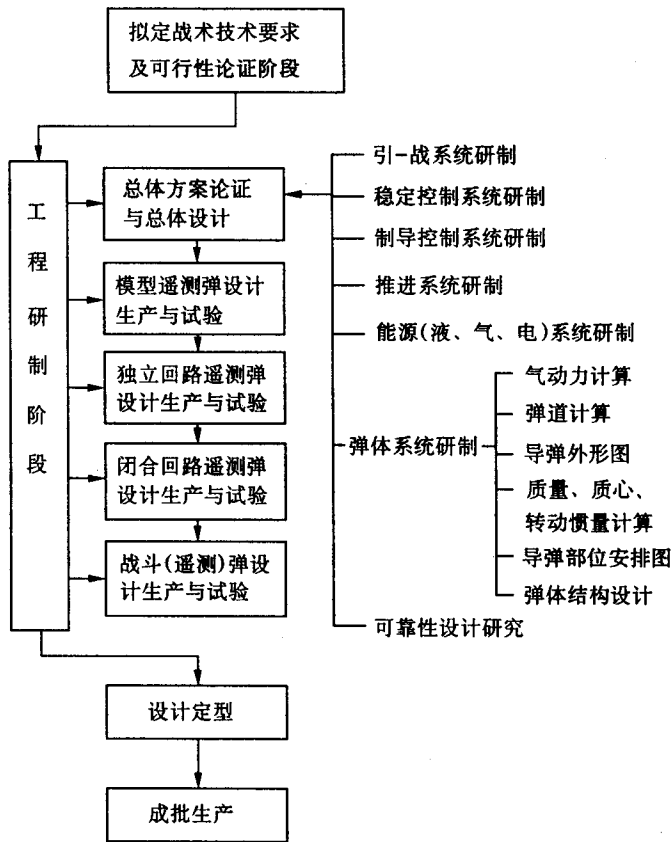 拟定战术技术要求
及可行性论证阶段
工
程
研
制
阶
段
总体方案论证
与总体设计
模型遥测弹设计
生产与试验
独立回路遥测弹
设计生产与试验
闭合回路遥测弹
设计生产与试验
战斗(遥测)弹设
计生产与试验
引-战系统研制
稳定控制系统研制
制导控制系统研制
推进系统研制
能源(液、气、电)系统研制
弹体系统研制
气动力计算
弹道计算
导弹外形图
质量、质心、
转动惯量计算
导弹部位安排图
弹体结构设计
可靠性设计研究
设计定型
成批生产